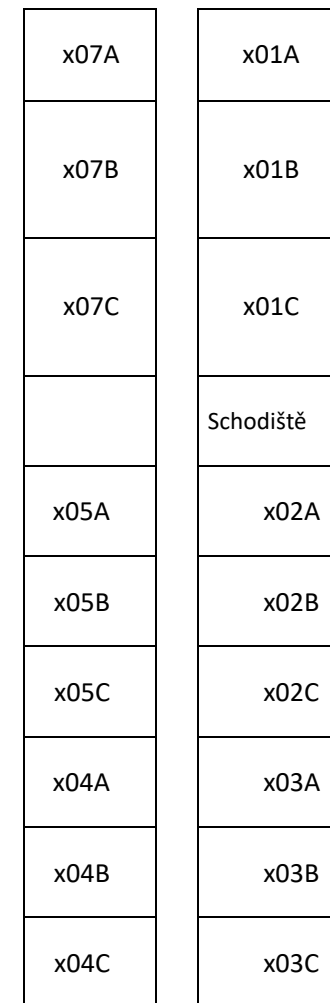 x07A x01A
x07B x01B
x07C x01C
Schodiště
x05A x02A
x05B x02B
x05C x02C
x04A x03A
x04B x03B
x04C x03C